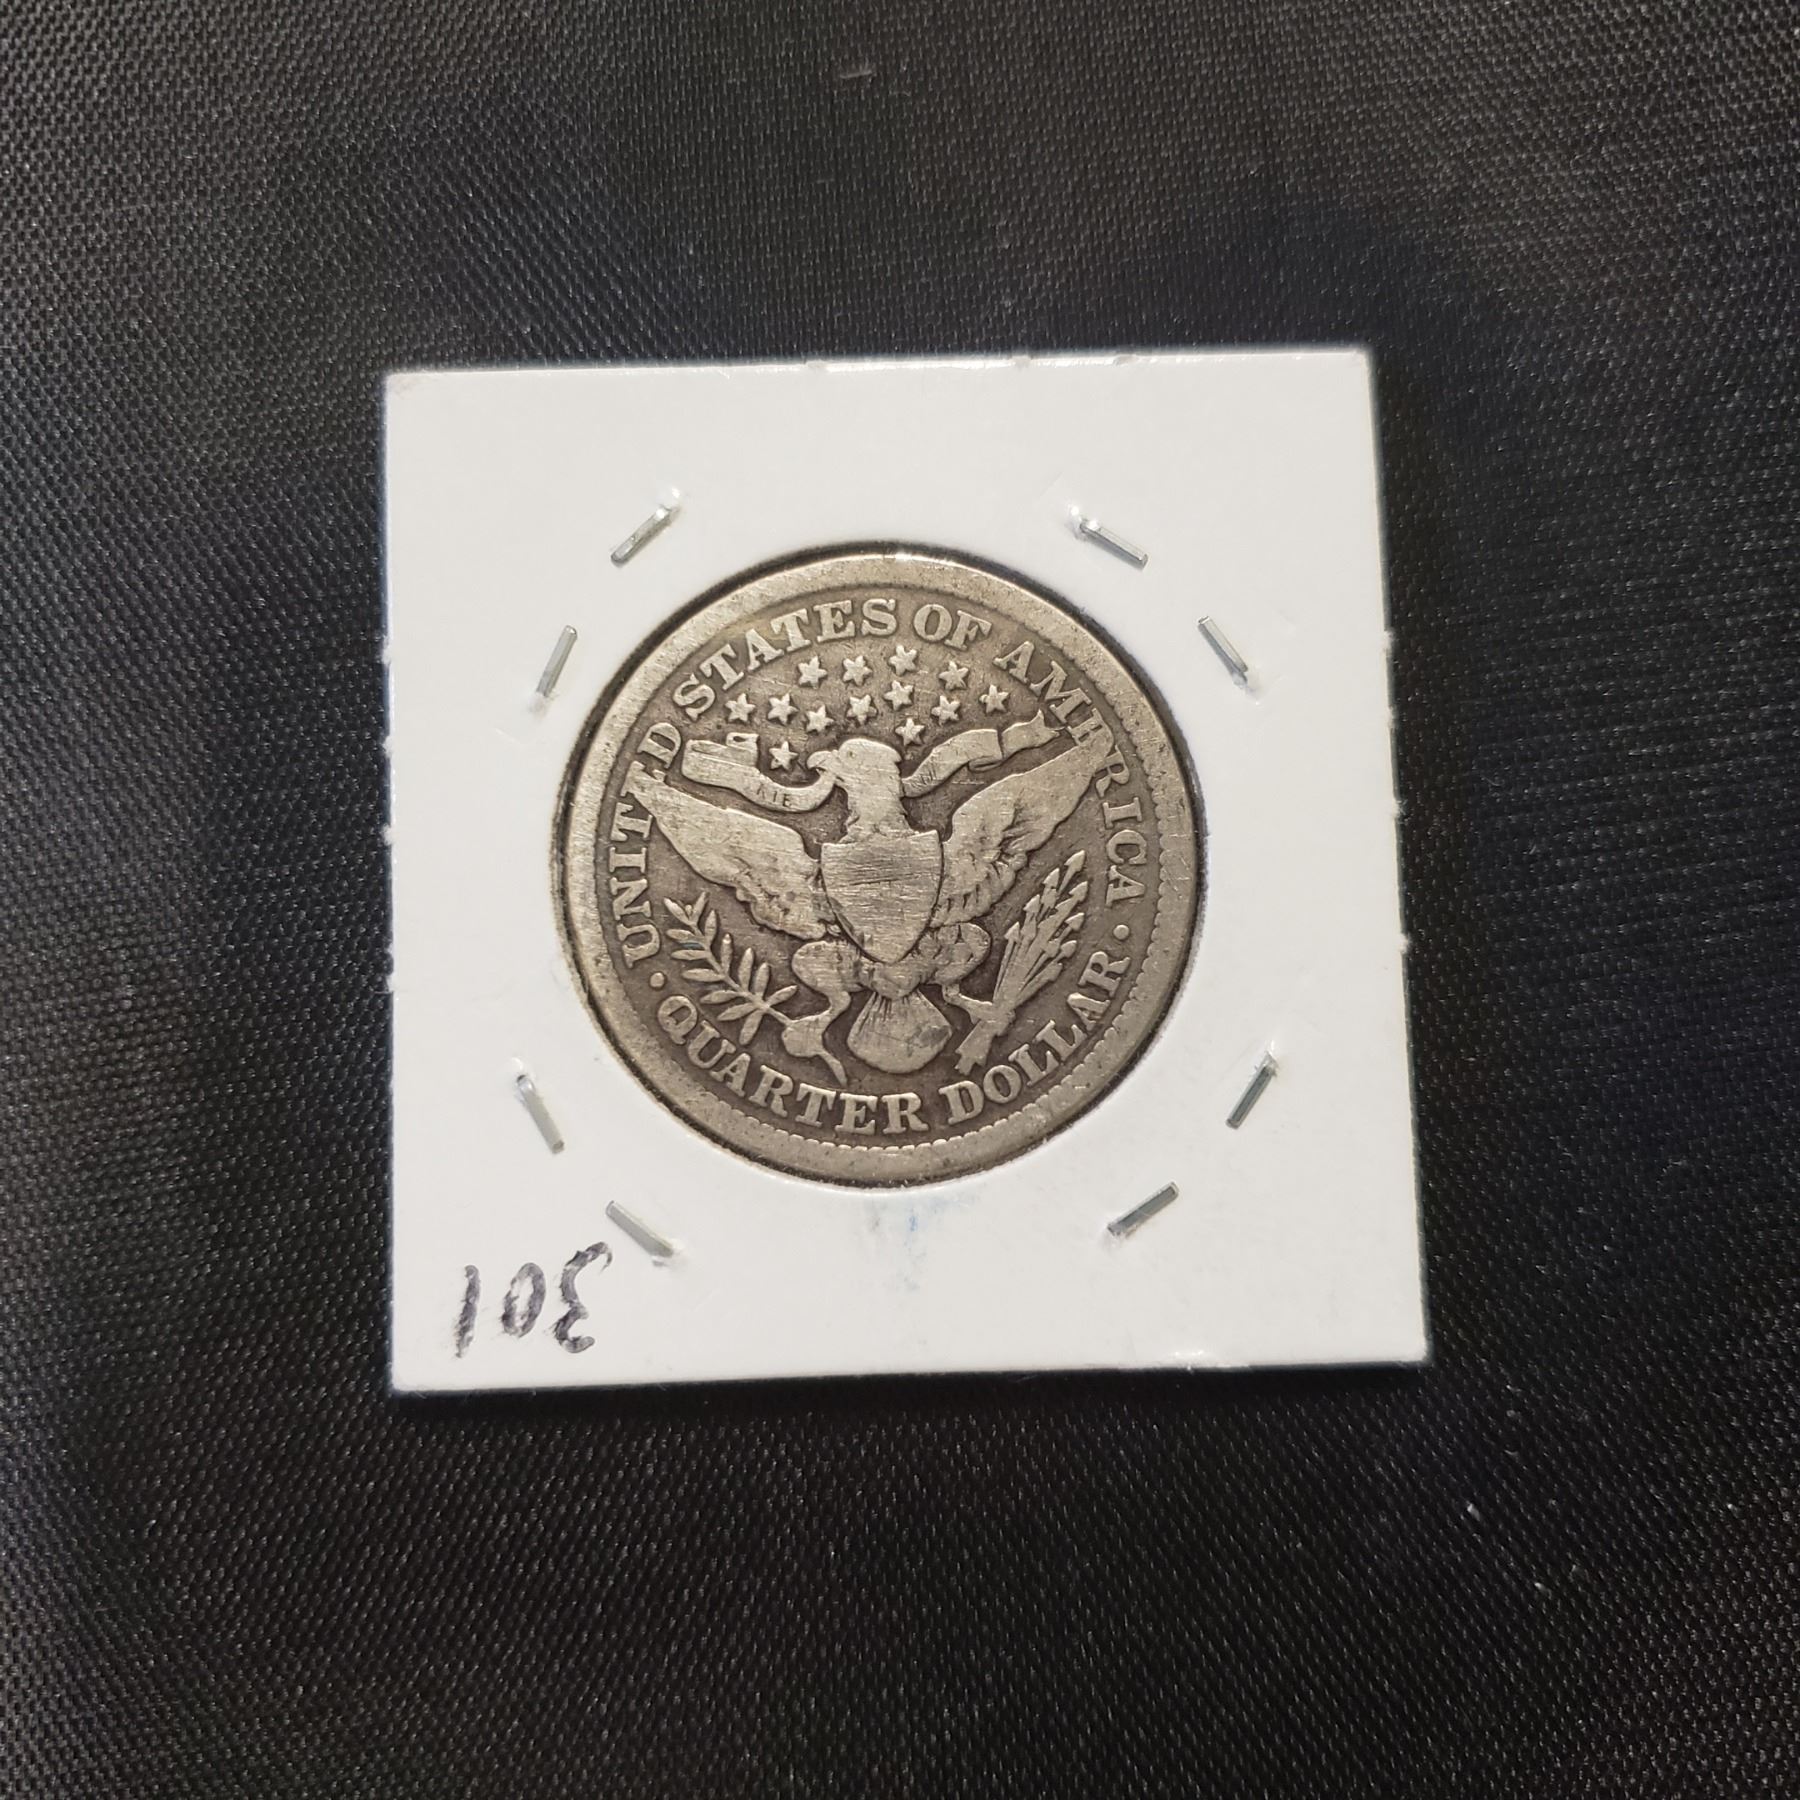 UNITED STATES OF AMERICA
QUARTER DOLLAR
301